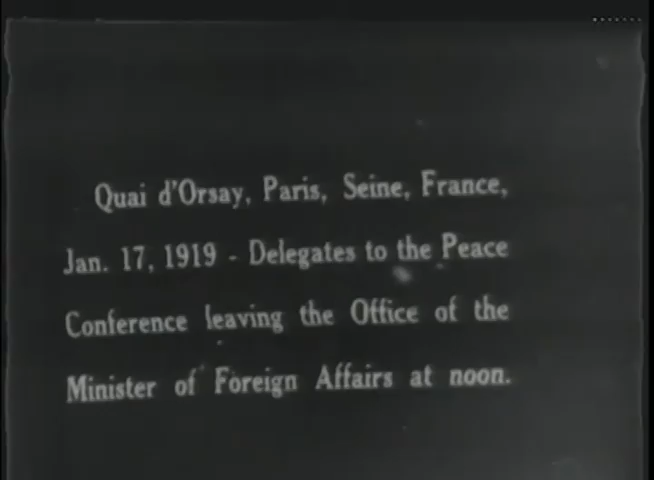 Quai d'Orsay, Paris, Seine, France,
Jan. 17, 1919 - Delegates to the Peace
Conference leaving the Office of the
Minister of Foreign Affairs at noon.